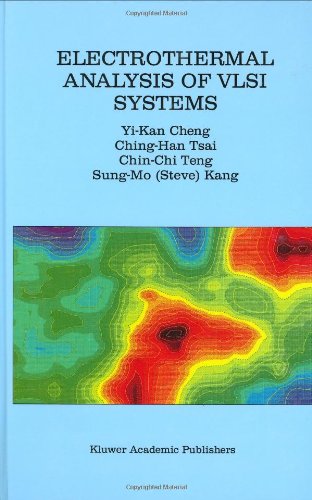 ELECTROTHERMAL
ANALYSIS OF VLSI
SYSTEMS
Yi-Kan Cheng
Ching-Han Tsai
Chin-Chi Teng
Sung-Mo (Steve) Kang
Kluwer Academic Publishers